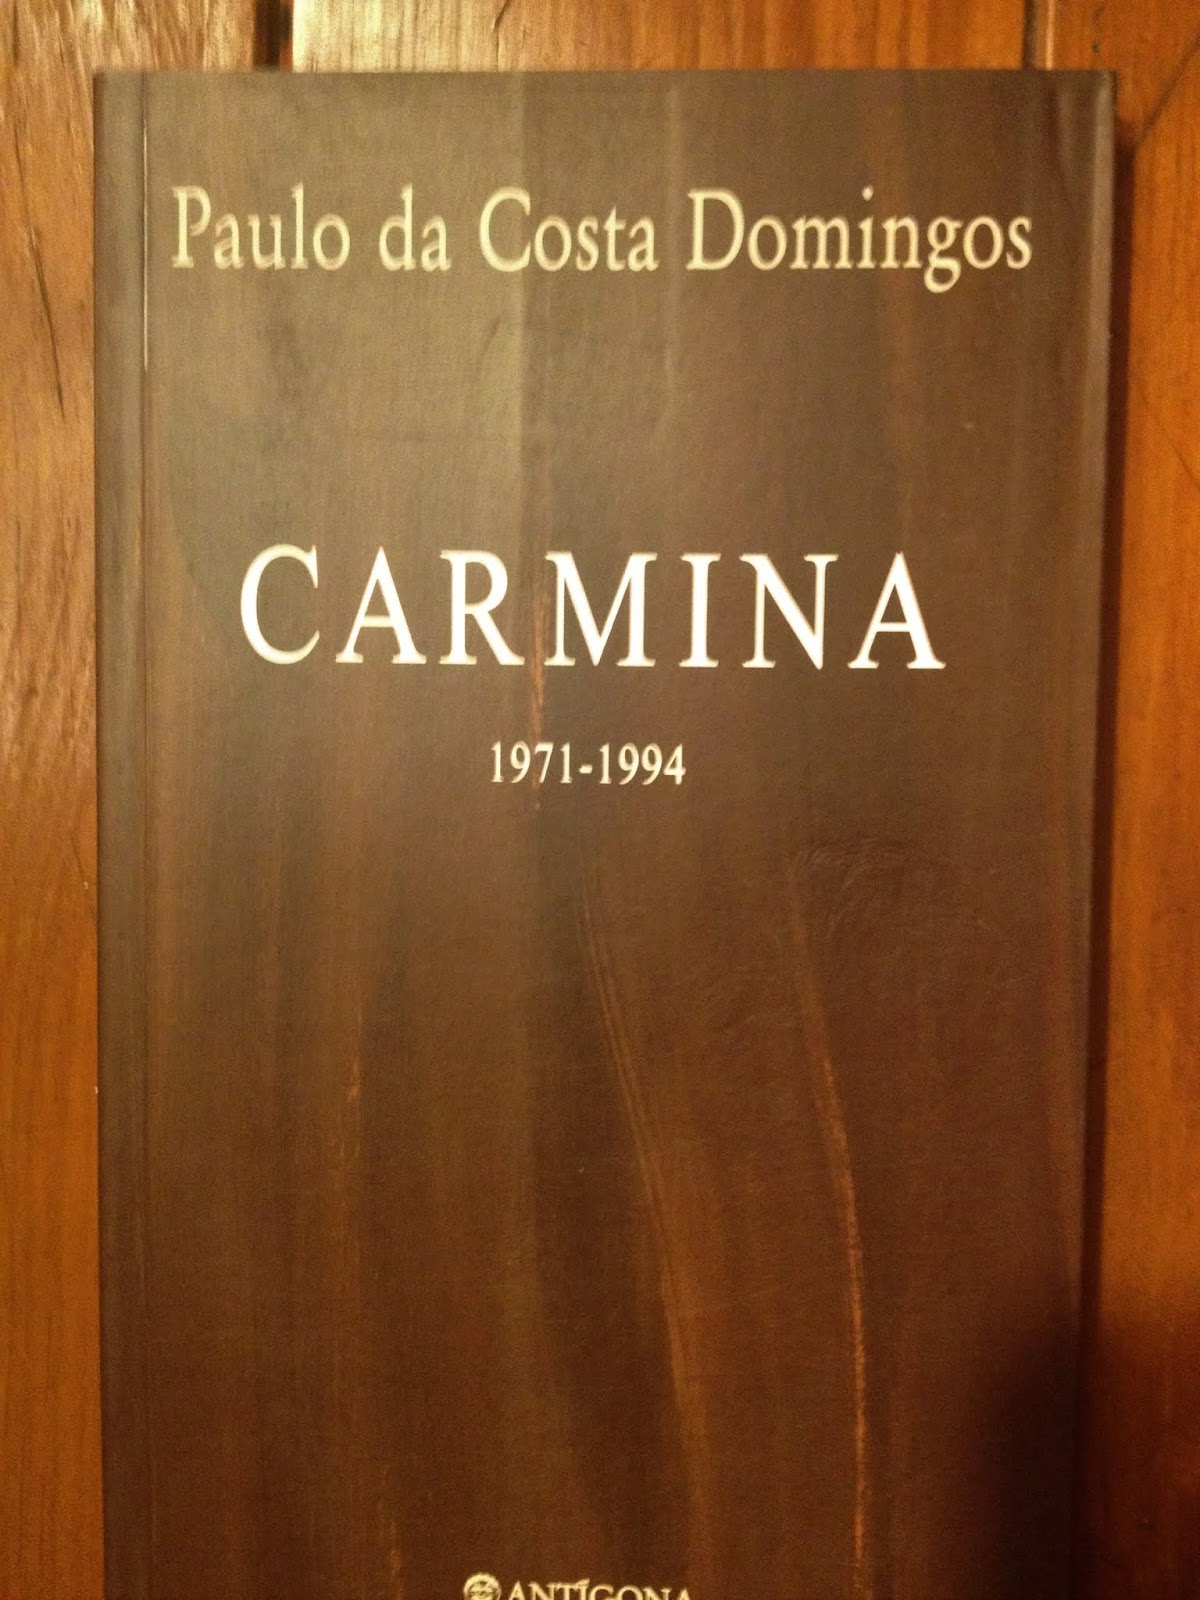 Paulo da Costa Domingos
CARMINA
1971-1994
ANTÍGONA